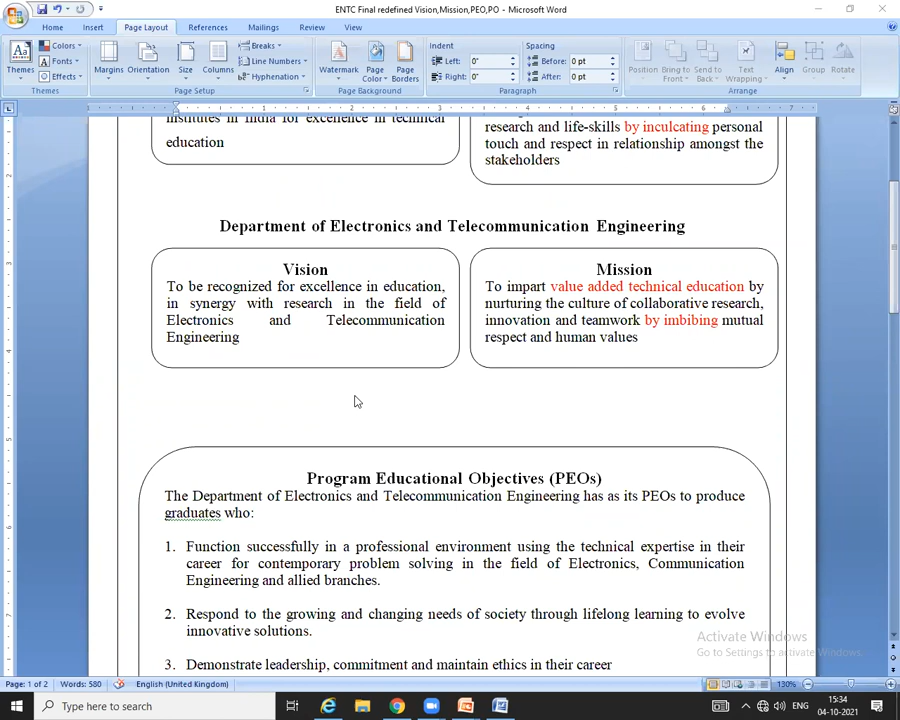 ENTC Final redefined Vision,Mission,PEO,PO - Microsoft Word
Home Insert Page Layout References Mailings Review View
Themes Colors Fonts Effects Margins Orientation Size Columns Breaks Line Numbers Hyphenation Watermark Page Color Page Borders Indent Left: 0" Right: 0" Spacing Before: 0 pt After: 0 pt Position Bring to Front Send to Back Text Wrapping Align Group Rotate
Themes Page Setup Page Background Paragraph Arrange
institutes in India for excellence in technical
education
research and life-skills by inculcating personal
touch and respect in relationship amongst the
stakeholders
Department of Electronics and Telecommunication Engineering
Vision
To be recognized for excellence in education,
in synergy with research in the field of
Electronics and Telecommunication
Engineering
Mission
To impart value added technical education by
nurturing the culture of collaborative research,
innovation and teamwork by imbibing mutual
respect and human values
Program Educational Objectives (PEOs)
The Department of Electronics and Telecommunication Engineering has as its PEOs to produce
graduates who:
1. Function successfully in a professional environment using the technical expertise in their
career for contemporary problem solving in the field of Electronics, Communication
Engineering and allied branches.
2. Respond to the growing and changing needs of society through lifelong learning to evolve
innovative solutions.
3. Demonstrate leadership, commitment and maintain ethics in their career
Activate Windows
Go to Settings to activate Windows.
Page: 1 of 2 Words: 580 English (United Kingdom) 130%
Type here to search
15:34
04-10-2021